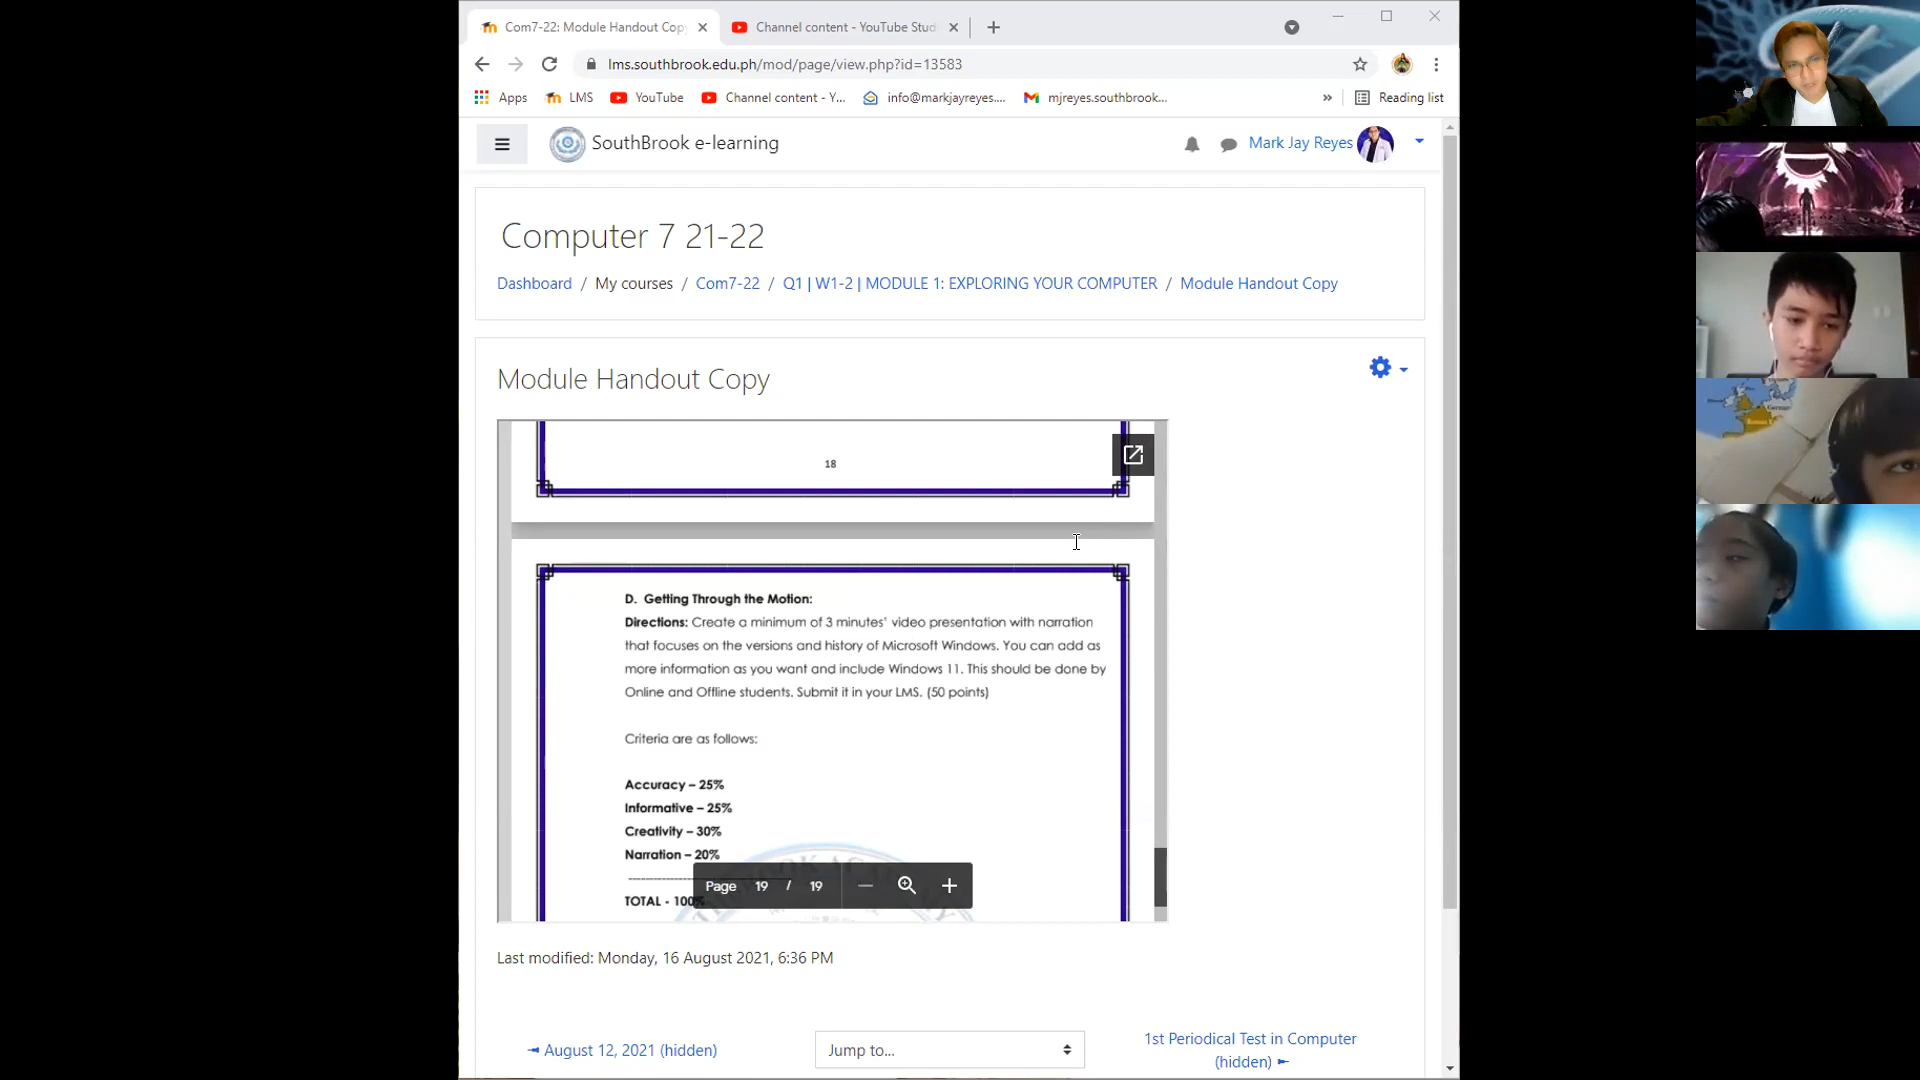 Com7-22: Module Handout Cop
Channel content - YouTube Stud
lms.southbrook.edu.ph/mod/page/view.php?id=13583
Apps LMS YouTube Channel content - Y... info@markjayreyes.... mjreyes.southbrook... » Reading list
SouthBrook e-learning
Mark Jay Reyes
Computer 7 21-22
Dashboard / My courses / Com7-22 / Q1 | W1-2 | MODULE 1: EXPLORING YOUR COMPUTER / Module Handout Copy
Module Handout Copy
18
D. Getting Through the Motion:
Directions: Create a minimum of 3 minutes' video presentation with narration
that focuses on the versions and history of Microsoft Windows. You can add as
more information as you want and include Windows 11. This should be done by
Online and Offline students. Submit it in your LMS. (50 points)
Criteria are as follows:
Accuracy – 25%
Informative – 25%
Creativity – 30%
Narration – 20%
TOTAL - 100%
Page 19 / 19
Last modified: Monday, 16 August 2021, 6:36 PM
◄ August 12, 2021 (hidden)
Jump to...
1st Periodical Test in Computer
(hidden) ►